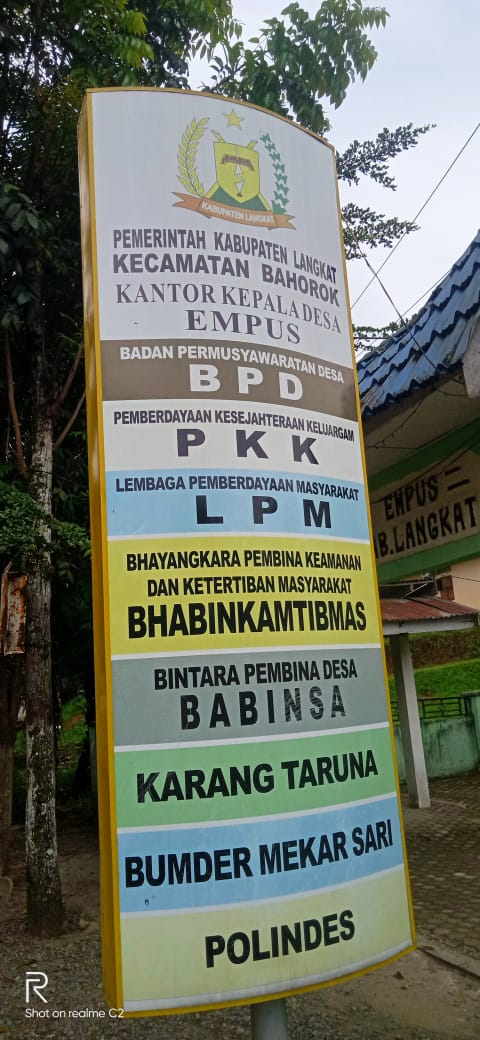 KABUPATEN LANGKAT
PEMERINTAH KABUPATEN LANGKAT
KECAMATAN BAHOROK
KANTOR KEPALA DESA
EMPUS
BADAN PERMUSYAWARATAN DESA
BPD
PEMBERDAYAAN KESEJAHTERAAN KELUARGAM
PKK
LEMBAGA PEMBERDAYAAN MASYARAKAT
LPM
BHAYANGKARA PEMBINA KEAMANAN
DAN KETERTIBAN MASYARAKAT
BHABINKAMTIBMAS
BINTARA PEMBINA DESA
BABINSA
KARANG TARUNA
BUMDER MEKAR SARI
POLINDES
EMPUS =
B.LANGKAT
R
Shot on realme C2